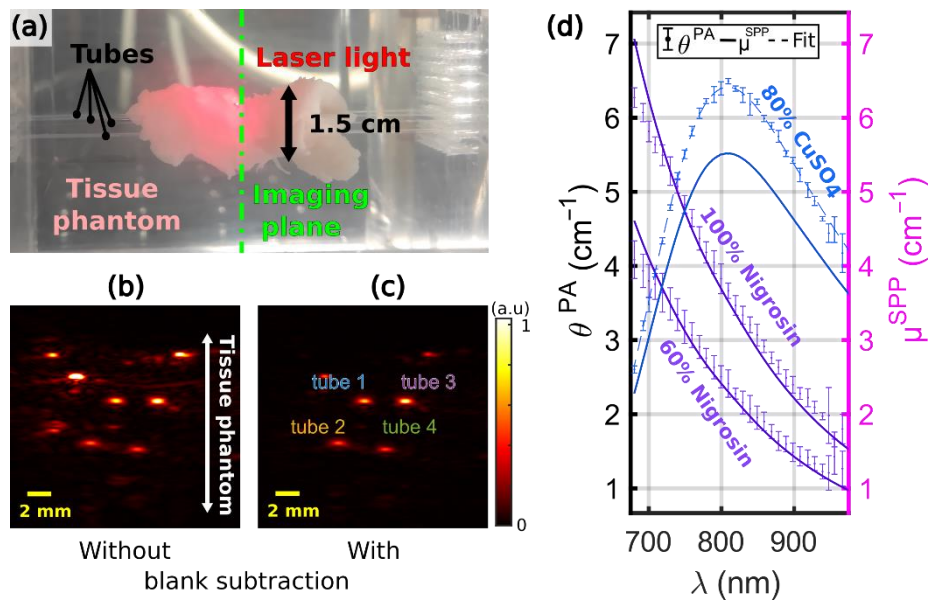 (a)
Tubes
Laser light
1.5 cm
Tissue
phantom
Imaging
plane
(b)
Tissue phantom
2 mm
Without
(c)
(a.u)
1
0
tube 1
tube 3
tube 2
tube 4
2 mm
With
blank subtraction
(d)
θ^PA μ^SPP Fit
80% CuSO4
100% Nigrosin
60% Nigrosin
θ^PA (cm⁻¹)
7
6
5
4
3
2
1
μ^SPP (cm⁻¹)
7
6
5
4
3
2
1
700 800 900
λ (nm)